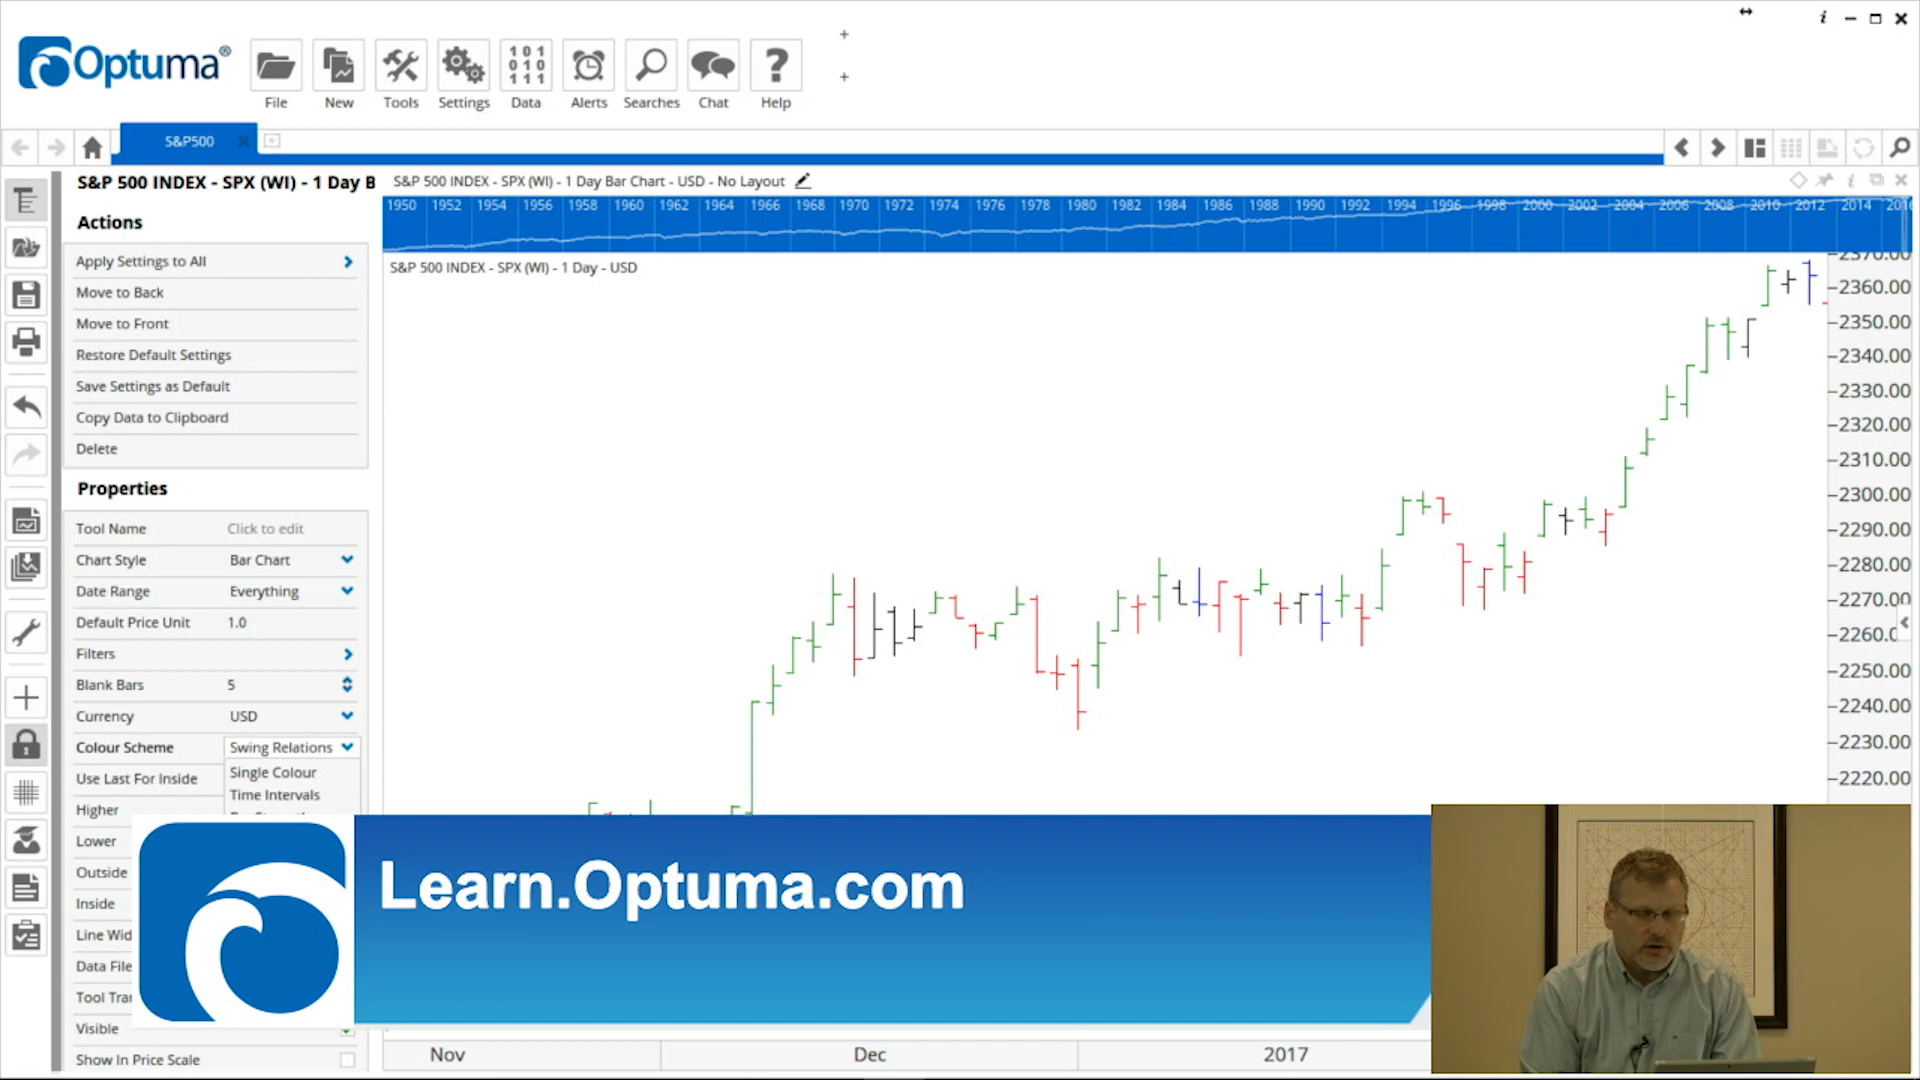 Optuma®
File
New
Tools
Settings
101
010
111
Data
Alerts
Searches
Chat
Help
S&P500
S&P 500 INDEX - SPX (WI) - 1 Day B
S&P 500 INDEX - SPX (WI) - 1 Day Bar Chart - USD - No Layout
1950 1952 1954 1956 1958 1960 1962 1964 1966 1968 1970 1972 1974 1976 1978 1980 1982 1984 1986 1988 1990 1992 1994 1996 1998 2000 2002 2004 2006 2008 2010 2012 2014
S&P 500 INDEX - SPX (WI) - 1 Day - USD
Actions
Apply Settings to All
Move to Back
Move to Front
Restore Default Settings
Save Settings as Default
Copy Data to Clipboard
Delete
Properties
Tool Name Click to edit
Chart Style Bar Chart
Date Range Everything
Default Price Unit 1.0
Filters
Blank Bars 5
Currency USD
Colour Scheme Swing Relations
Single Colour
Use Last For Inside
Time Intervals
Higher
Lower
Outside
Inside
Line Wid
Data File
Tool Tra
Visible
Show In Price Scale
2370.00
2360.00
2350.00
2340.00
2330.00
2320.00
2310.00
2300.00
2290.00
2280.00
2270.00
2260.0
2250.00
2240.00
2230.00
2220.00
Learn.Optuma.com
Nov
Dec
2017